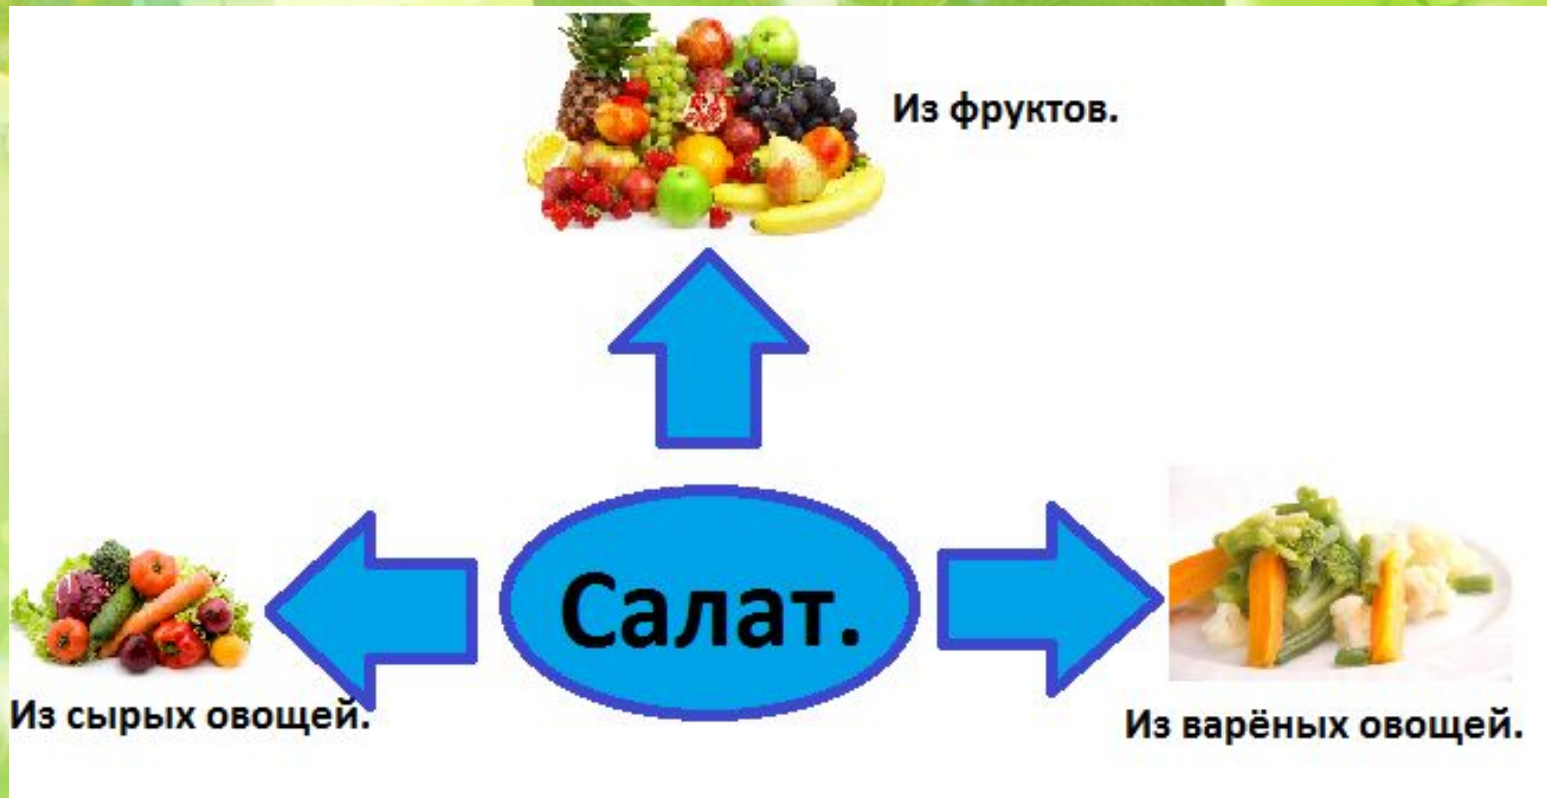 Из фруктов.
Салат.
Из сырых овощей.
Из варёных овощей.